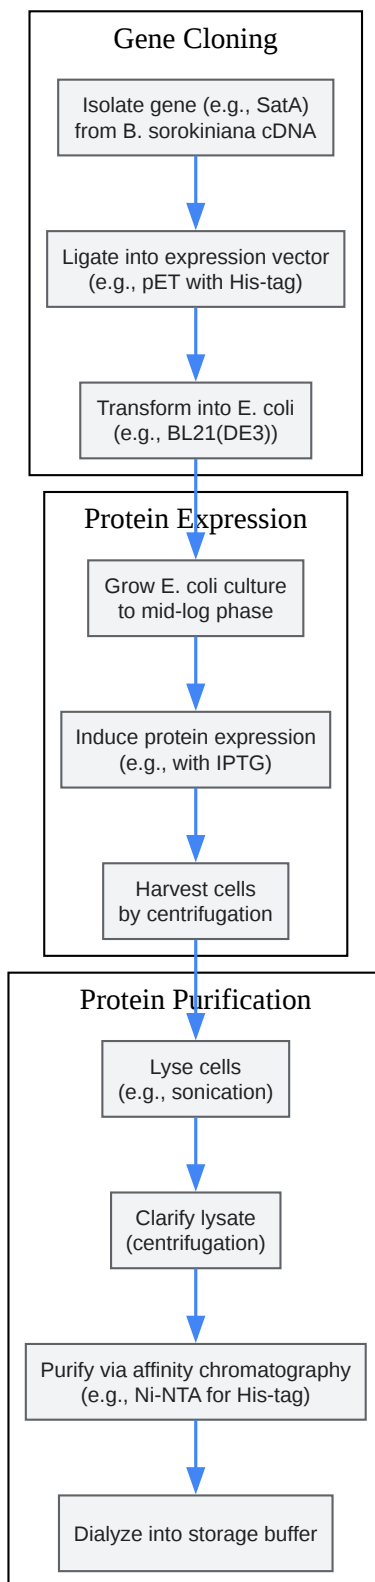 Gene Cloning
Isolate gene (e.g., SatA)
from B. sorokiniana cDNA
Ligate into expression vector
(e.g., pET with His-tag)
Transform into E. coli
(e.g., BL21(DE3))
Protein Expression
Grow E. coli culture
to mid-log phase
Induce protein expression
(e.g., with IPTG)
Harvest cells
by centrifugation
Protein Purification
Lyse cells
(e.g., sonication)
Clarify lysate
(centrifugation)
Purify via affinity chromatography
(e.g., Ni-NTA for His-tag)
Dialyze into storage buffer